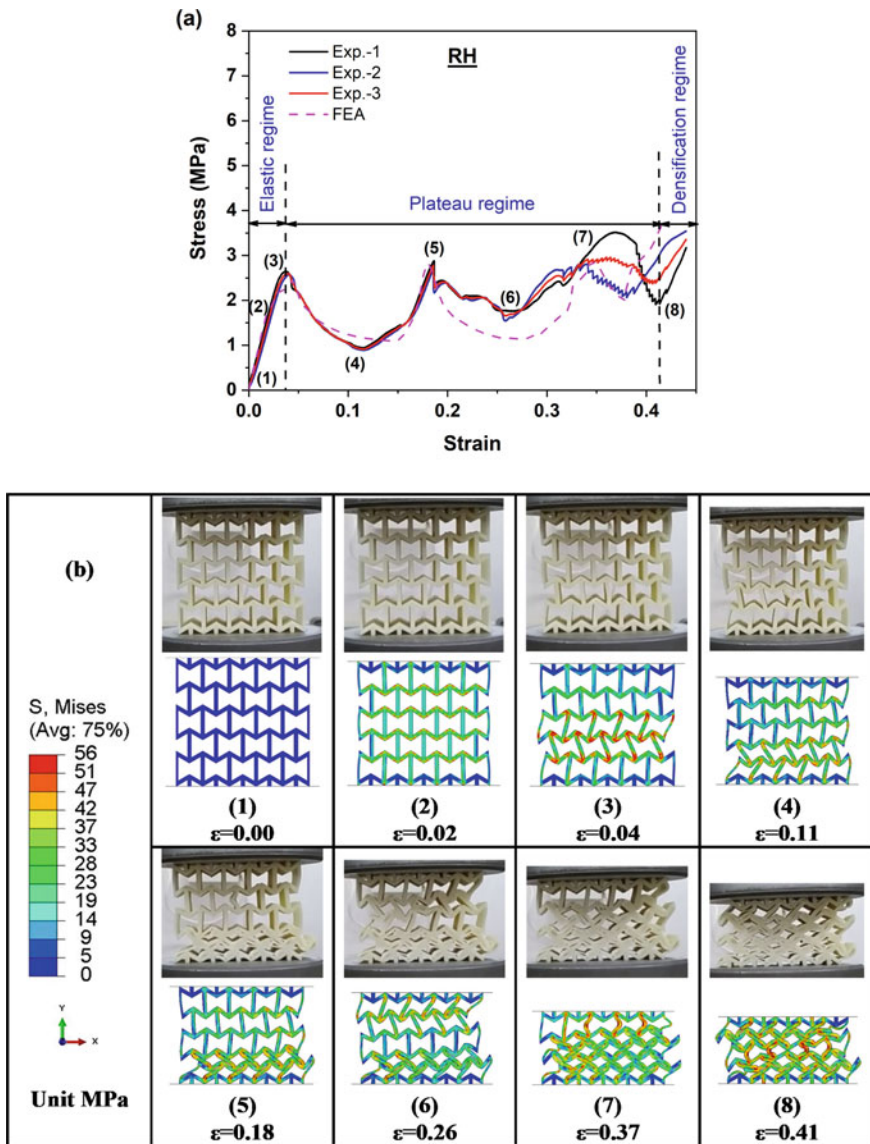 (a)
RH
Exp.-1
Exp.-2
Exp.-3
FEA
Elastic regime
Plateau regime
Densification regime
Stress (MPa)
8
7
6
5
4
3
2
1
0
(1)
(2)
(3)
(4)
(5)
(6)
(7)
(8)
0.0
0.1
0.2
0.3
0.4
Strain
(b)
S, Mises
(Avg: 75%)
56
51
47
42
37
33
28
23
19
14
9
5
0
Y
X
Unit MPa
(1)
ε=0.00
(2)
ε=0.02
(3)
ε=0.04
(4)
ε=0.11
(5)
ε=0.18
(6)
ε=0.26
(7)
ε=0.37
(8)
ε=0.41